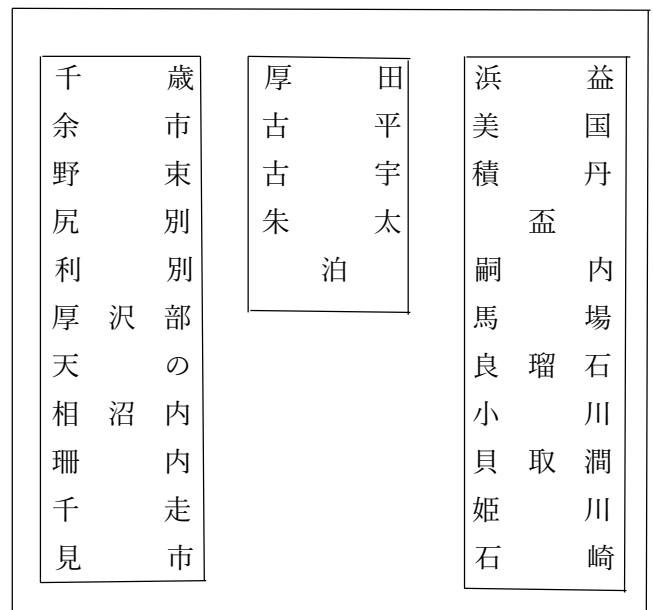 千歳
余市
野束
尻別
利別
厚沢部
天の
相沼内
珊内
千走
見市
厚田
古平
古宇
朱太
泊
浜益
美国
積丹
盃
嗣内
馬場
良瑠石
小川
貝取澗
姫川
石崎